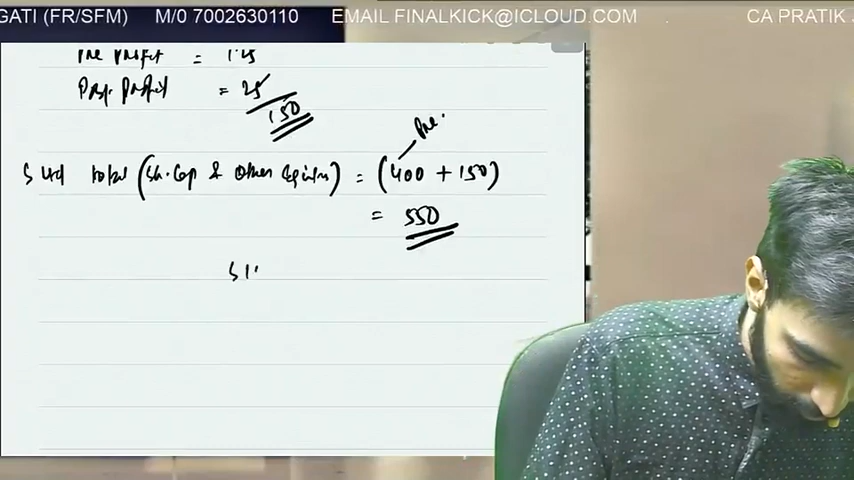 GATI (FR/SFM) M/0 7002630110 EMAIL FINALKICK@ICLOUD.COM CA PRATIK
Pre Profit = 125
Post Profit = 25
150
Pre.
S Ltd total (Sh. Cap & Other Equity) = (400 + 150)
= 550